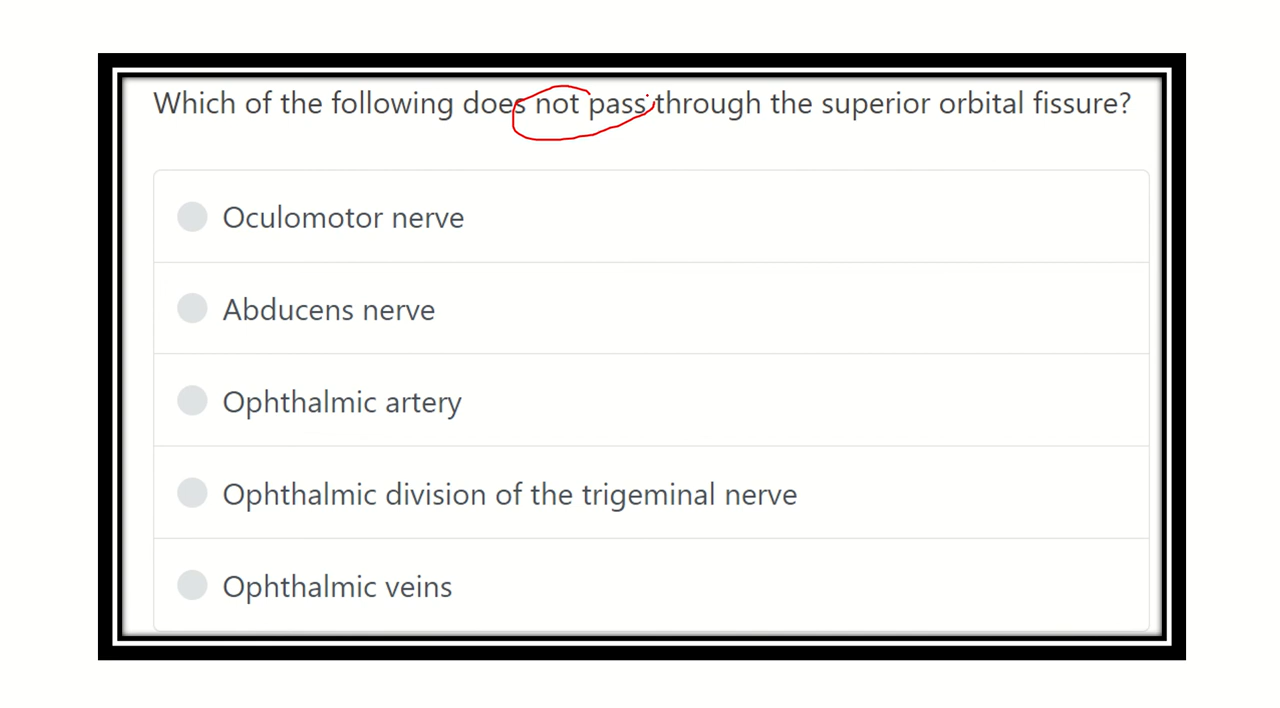 Which of the following does not pass through the superior orbital fissure?
Oculomotor nerve
Abducens nerve
Ophthalmic artery
Ophthalmic division of the trigeminal nerve
Ophthalmic veins